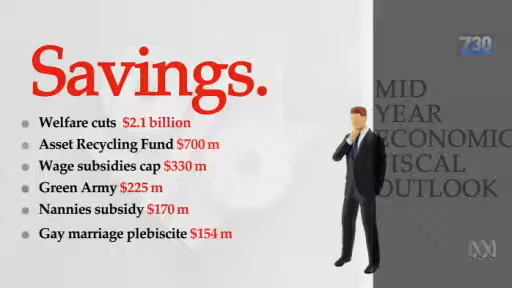 Savings.
Welfare cuts $2.1 billion
Asset Recycling Fund $700 m
Wage subsidies cap $330 m
Green Army $225 m
Nannies subsidy $170 m
Gay marriage plebiscite $154 m
730
MID
YEAR
ECONOMIC
FISCAL
OUTLOOK